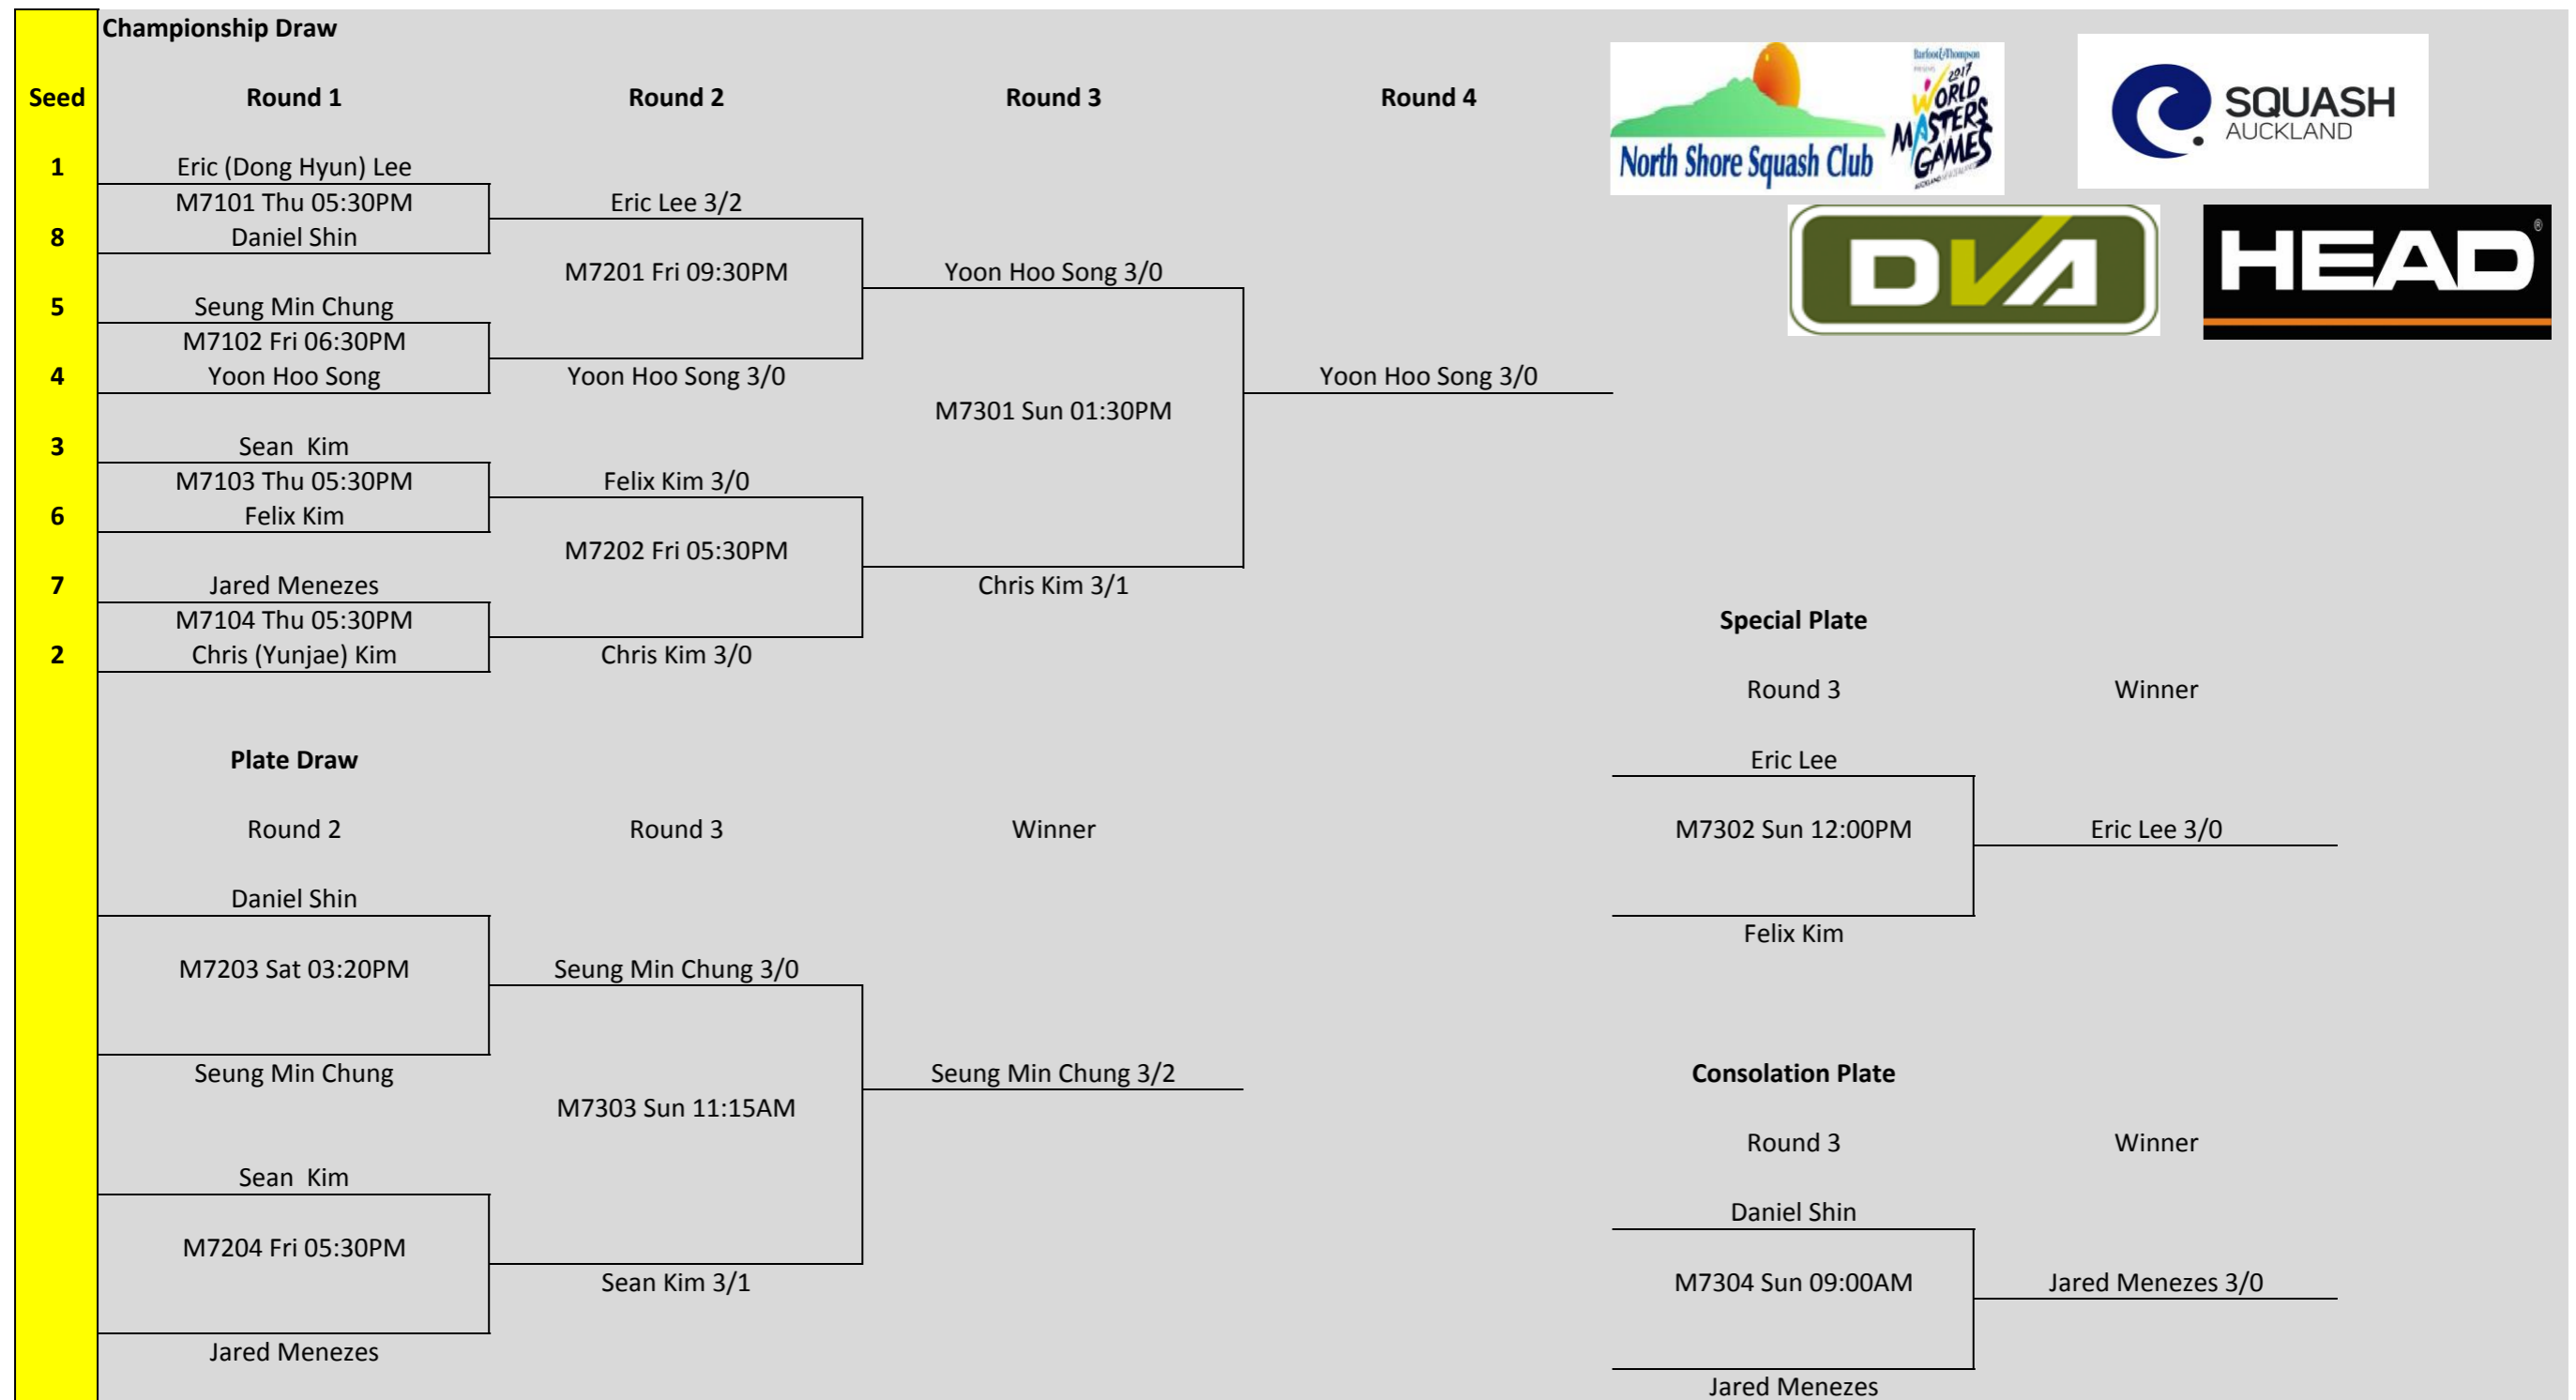 Championship Draw
Seed Round 1 Round 2 Round 3 Round 4
1 Eric (Dong Hyun) Lee
M7101 Thu 05:30PM Eric Lee 3/2
8 Daniel Shin
M7201 Fri 09:30PM Yoon Hoo Song 3/0
5 Seung Min Chung
M7102 Fri 06:30PM
4 Yoon Hoo Song Yoon Hoo Song 3/0 Yoon Hoo Song 3/0
M7301 Sun 01:30PM
3 Sean Kim
M7103 Thu 05:30PM Felix Kim 3/0
6 Felix Kim
M7202 Fri 05:30PM
7 Jared Menezes Chris Kim 3/1
M7104 Thu 05:30PM
2 Chris (Yunjae) Kim Chris Kim 3/0
North Shore Squash Club
Barfoot&Thompson
PRESENTS
2017
WORLD
MASTERS
GAMES
SQUASH
AUCKLAND
DVA
HEAD®
Special Plate
Round 3 Winner
Eric Lee
M7302 Sun 12:00PM Eric Lee 3/0
Felix Kim
Plate Draw
Round 2 Round 3 Winner
Daniel Shin
M7203 Sat 03:20PM Seung Min Chung 3/0
Seung Min Chung Seung Min Chung 3/2
M7303 Sun 11:15AM
Sean Kim
M7204 Fri 05:30PM
Sean Kim 3/1
Jared Menezes
Consolation Plate
Round 3 Winner
Daniel Shin
M7304 Sun 09:00AM Jared Menezes 3/0
Jared Menezes